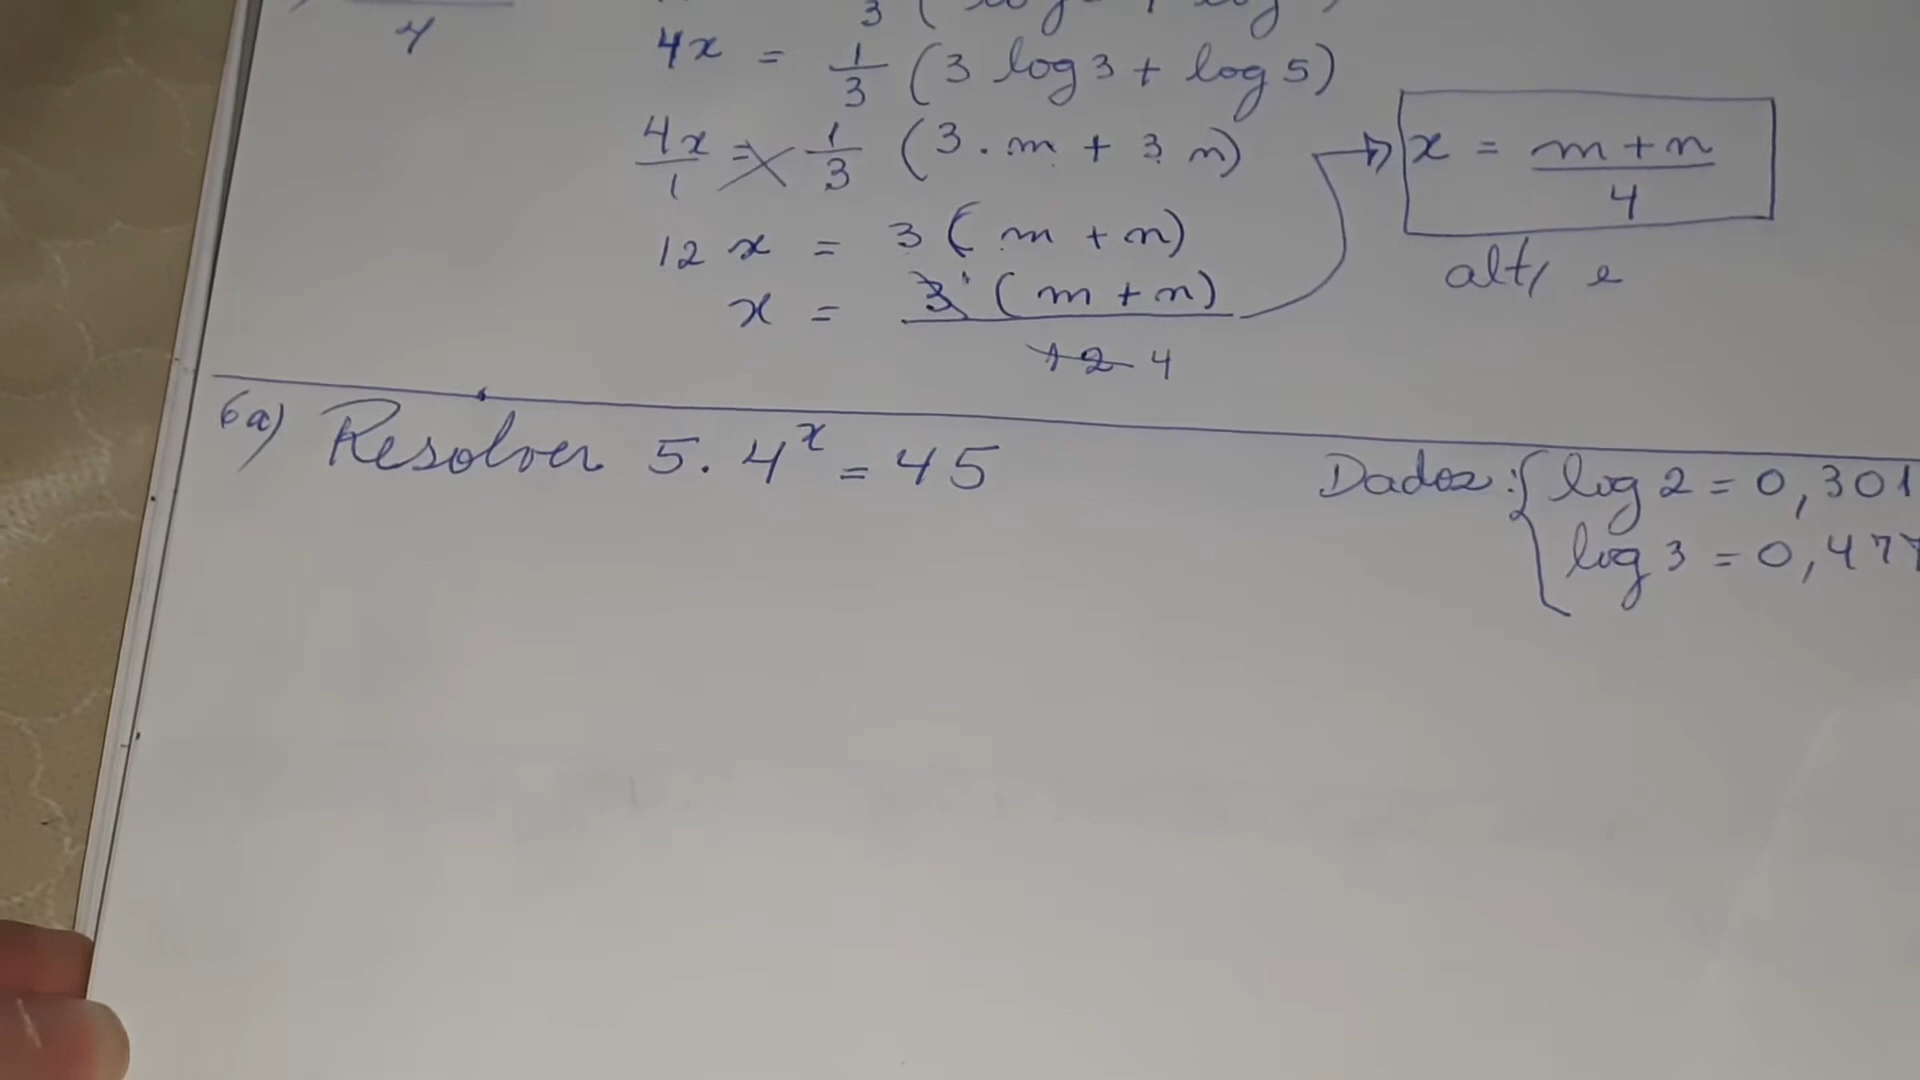 4
4x = 1/3 (3 log 3 + log 5)
4x/1 = 1/3 (3 . m + 3 n)
12 x = 3 (m + n)
x = 3 (m + n) / 12 4
x = m + n / 4
alt/ e
6a) Resolver 5 . 4^x = 45
Dados: { log 2 = 0,301
log 3 = 0,477